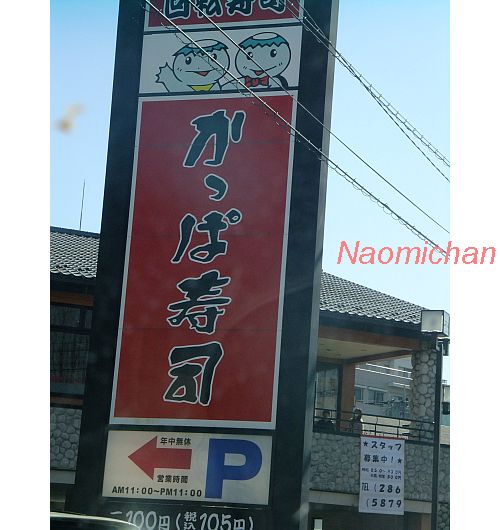 回転寿司
かっぱ寿司
年中無休
営業時間
AM11:00～PM11:00
P
100円(税込105円)
Naomichan
★スタッフ
募集中!★
TEL(286)
5879